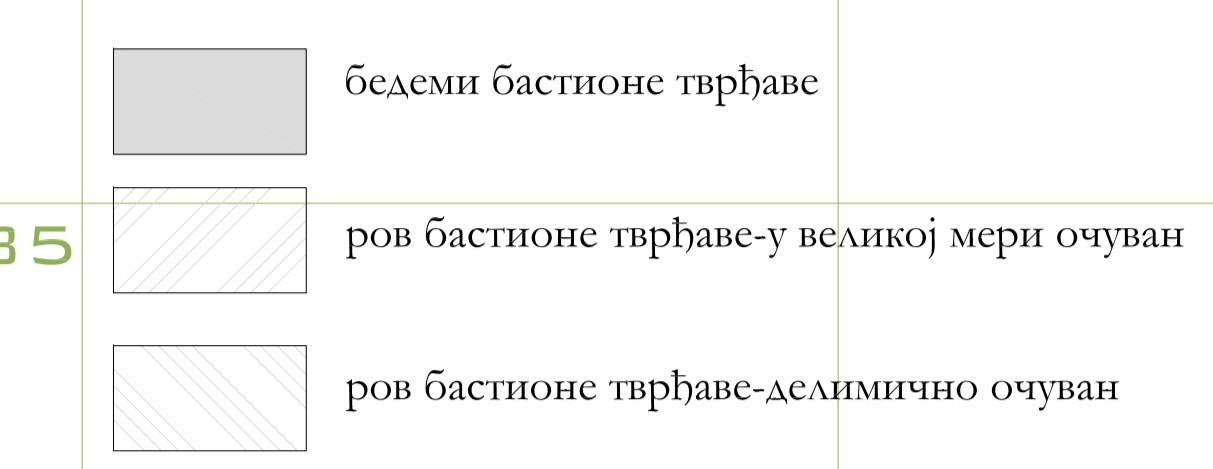 бедеми бастионе тврђаве
35 ров бастионе тврђаве-у великој мери очуван
ров бастионе тврђаве-делимично очуван